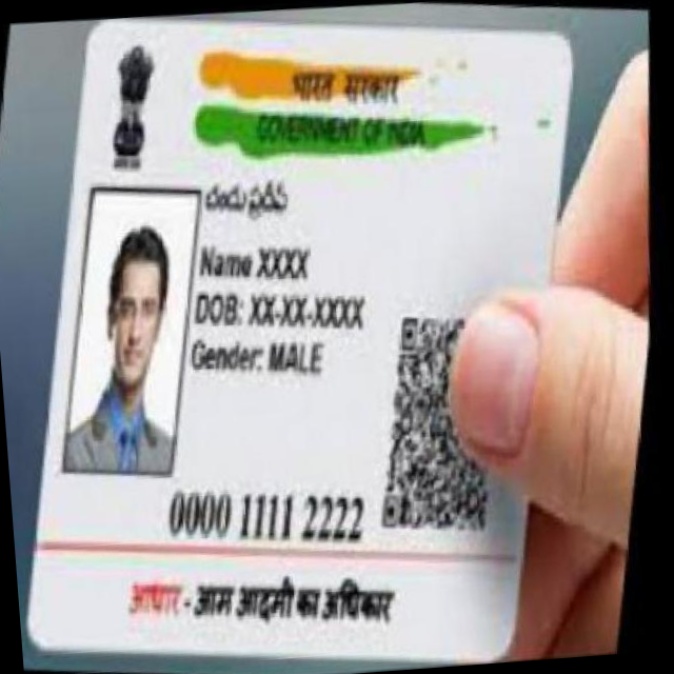 भारत सरकार
GOVERNMENT OF INDIA
చందు ప్రదీప్
Name XXXX
DOB: XX-XX-XXXX
Gender: MALE
0000 1111 2222
आधार - आम आदमी का अधिकार